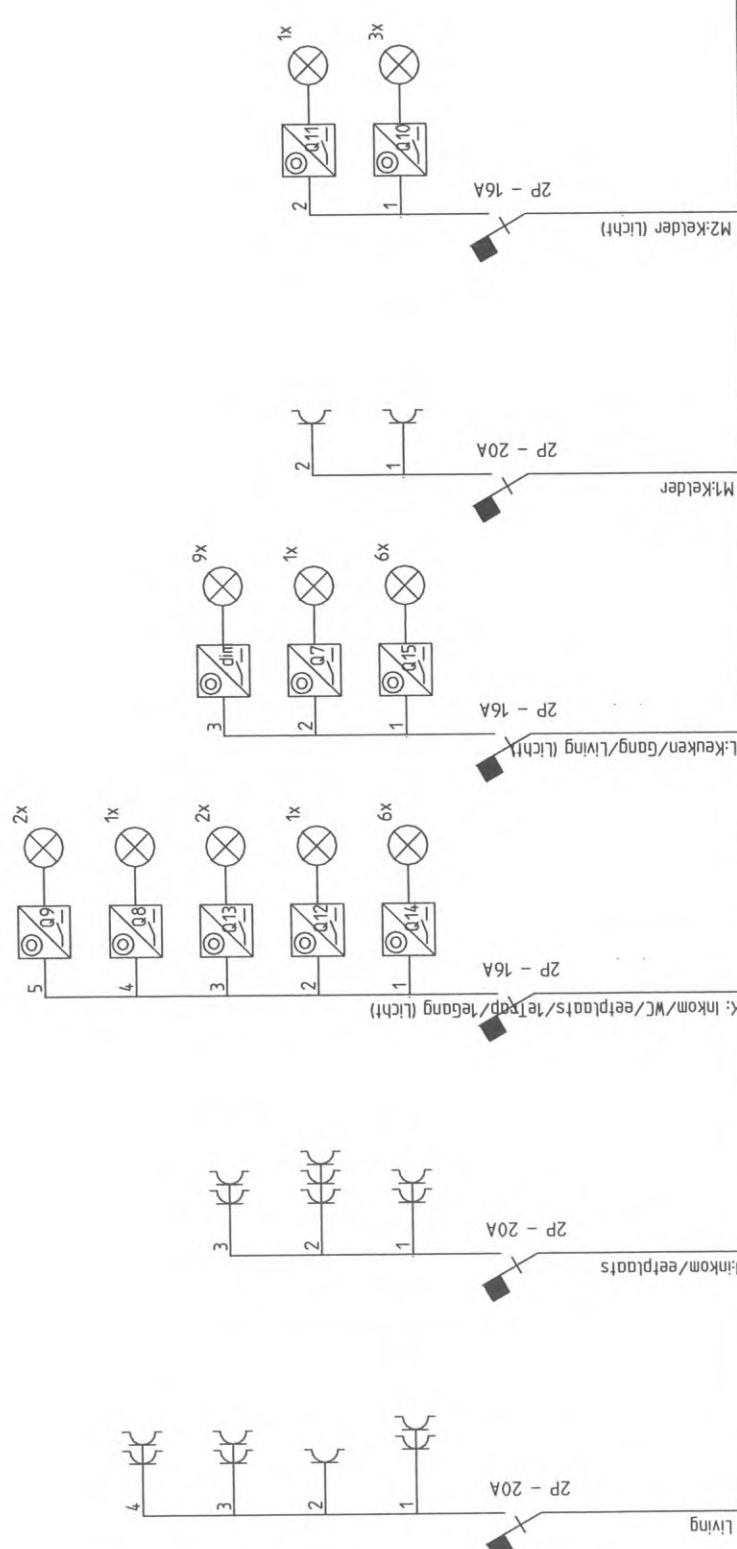 1x
Q11
2
3x
Q10
1
2P - 16A
M2:Kelder (Licht)
2
1
2P - 20A
M1:Kelder
9x
dim
3
1x
Q7
2
6x
Q15
1
2P - 16A
L:Keuken/Gang/Living (Licht)
2x
Q9
5
1x
Q8
4
2x
Q13
3
1x
Q12
2
6x
Q14
1
2P - 16A
K: Inkom/WC/eetplaats/1eTrap/1eGang (Licht)
3
2
1
2P - 20A
:inkom/eetplaats
4
3
2
1
2P - 20A
Living